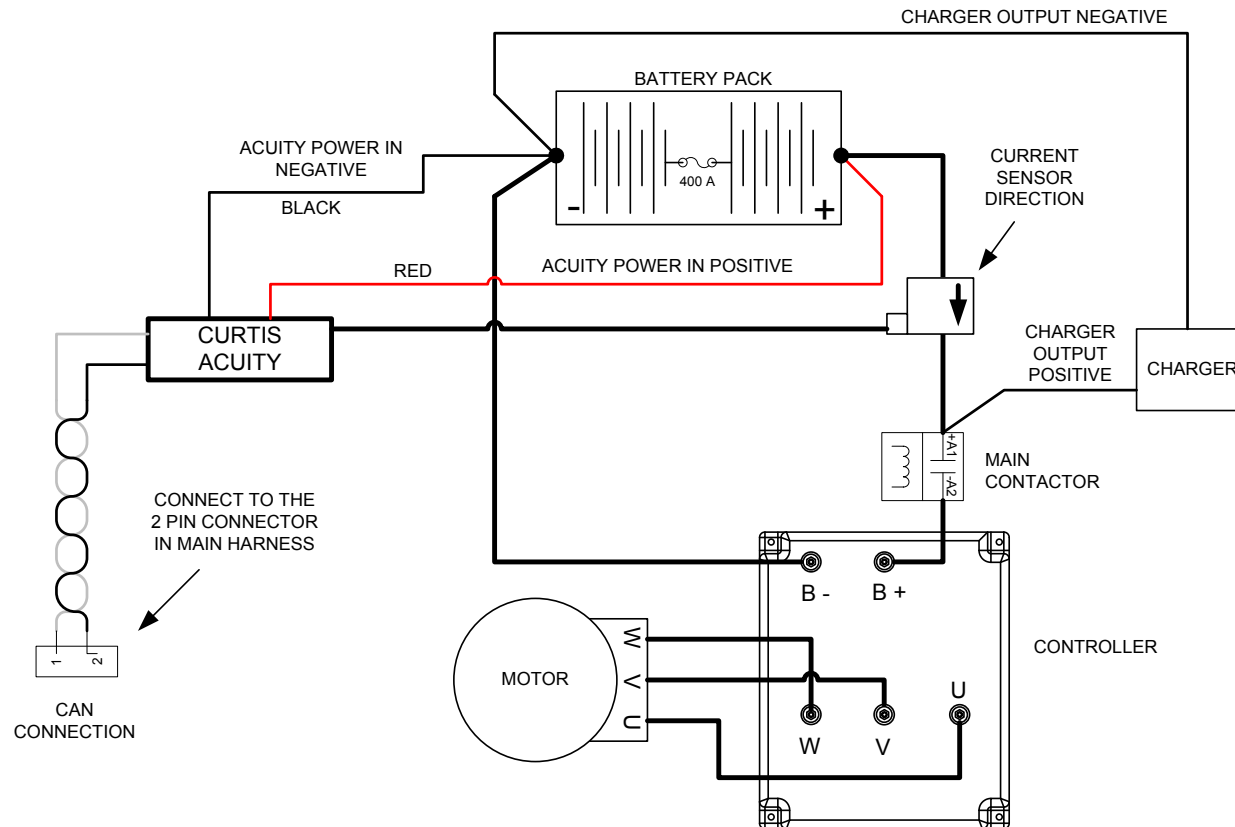 CHARGER OUTPUT NEGATIVE
BATTERY PACK
ACUITY POWER IN
NEGATIVE
BLACK
400 A
-
+
CURRENT
SENSOR
DIRECTION
RED
ACUITY POWER IN POSITIVE
CURTIS
ACUITY
CHARGER
OUTPUT
POSITIVE
CHARGER
+A1
-A2
MAIN
CONTACTOR
CONNECT TO THE
2 PIN CONNECTOR
IN MAIN HARNESS
B -
B +
CONTROLLER
MOTOR
W
V
U
W
V
U
1
2
CAN
CONNECTION